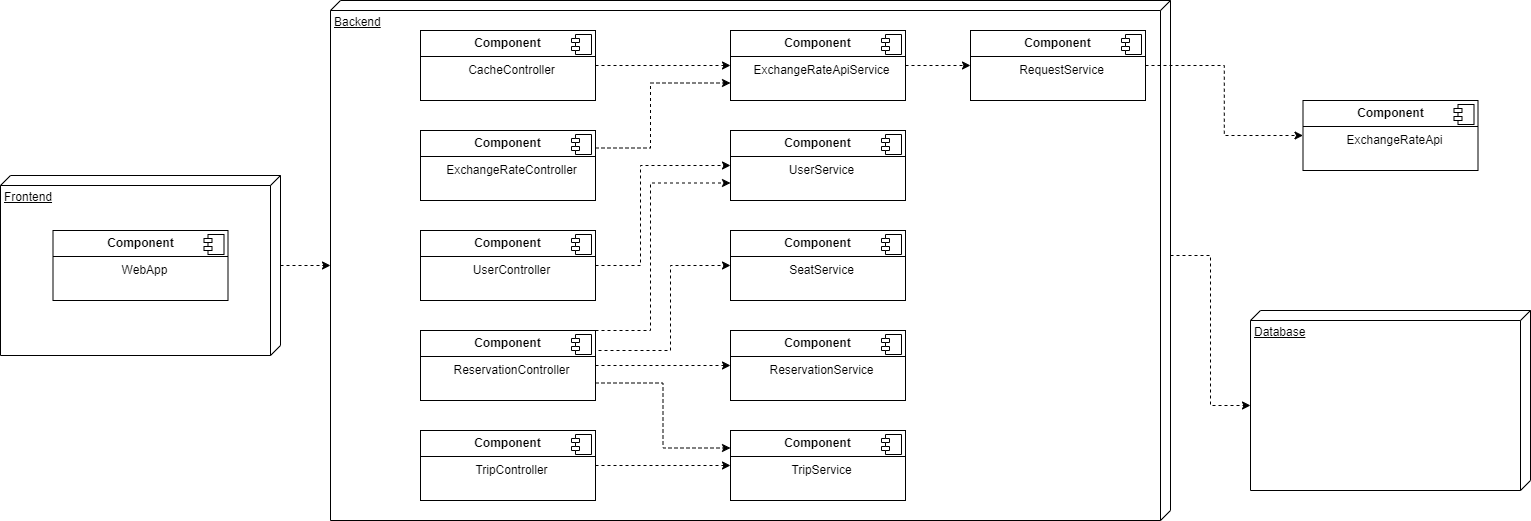 Backend
Component
CacheController
Component
ExchangeRateApiService
Component
RequestService
Component
ExchangeRateApi
Component
ExchangeRateController
Component
UserService
Frontend
Component
WebApp
Component
UserController
Component
SeatService
Database
Component
ReservationController
Component
ReservationService
Component
TripController
Component
TripService